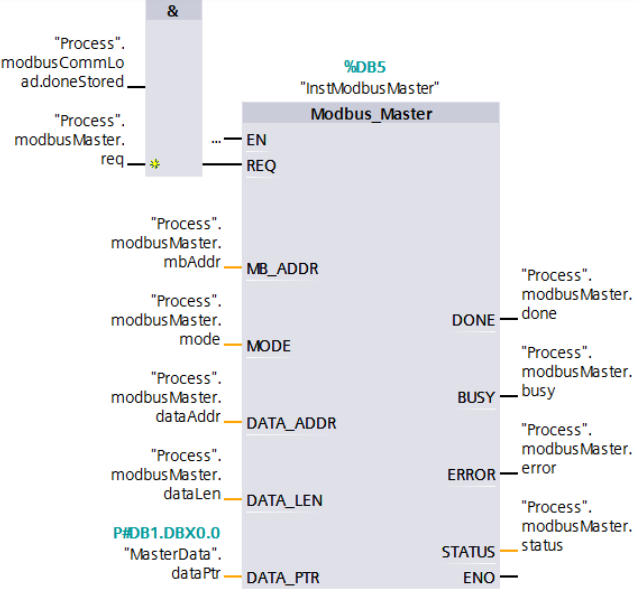 &
"Process".
modbusCommLo
ad.doneStored
%DB5
"InstModbusMaster"
Modbus_Master
"Process".
modbusMaster.
req
... EN
REQ
"Process".
modbusMaster.
mbAddr
MB_ADDR
"Process".
modbusMaster.
done
DONE
"Process".
modbusMaster.
mode
MODE
"Process".
modbusMaster.
busy
BUSY
"Process".
modbusMaster.
dataAddr
DATA_ADDR
"Process".
modbusMaster.
error
ERROR
"Process".
modbusMaster.
dataLen
DATA_LEN
"Process".
modbusMaster.
status
STATUS
P#DB1.DBX0.0
"MasterData".
dataPtr
DATA_PTR
ENO